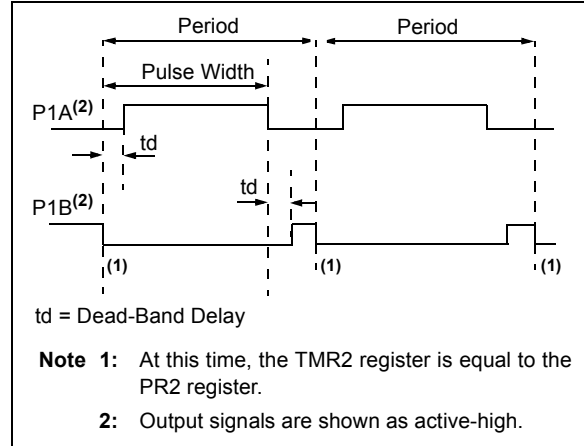 Period Period
Pulse Width
P1A(2)
td
td
P1B(2)
(1) (1) (1)
td = Dead-Band Delay
Note 1: At this time, the TMR2 register is equal to the
PR2 register.
2: Output signals are shown as active-high.